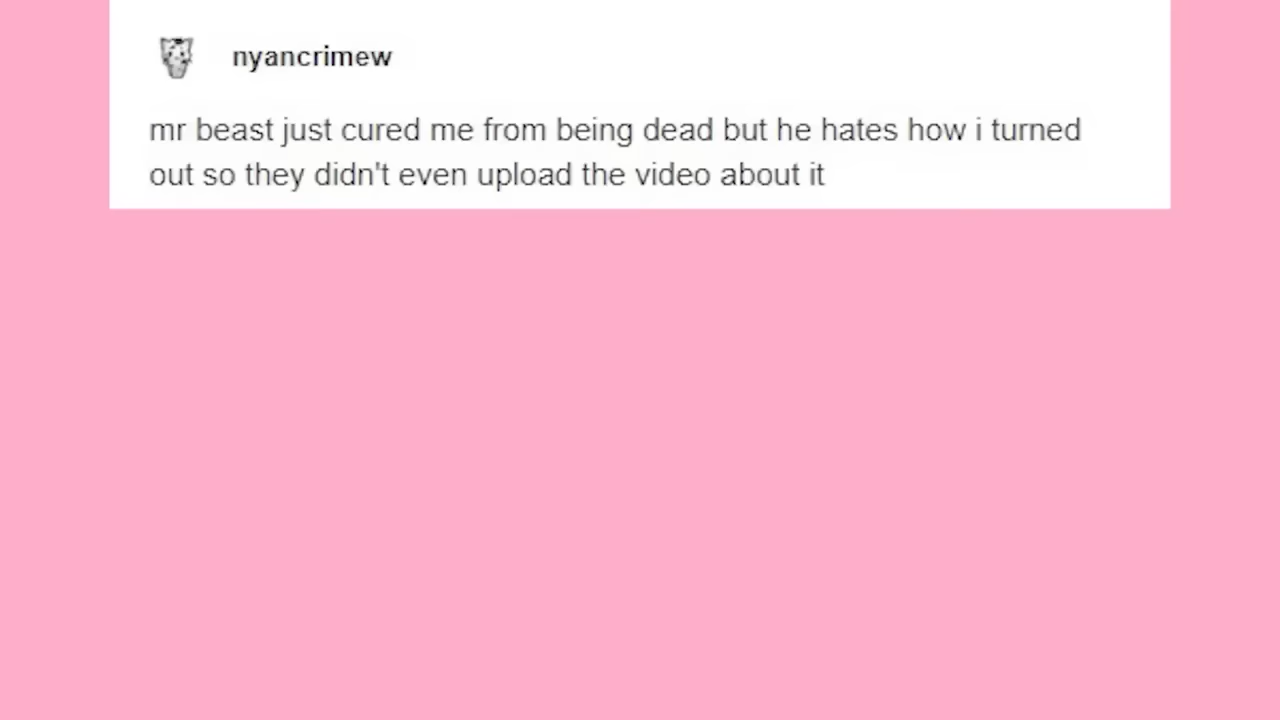 nyancrimew
mr beast just cured me from being dead but he hates how i turned
out so they didn't even upload the video about it